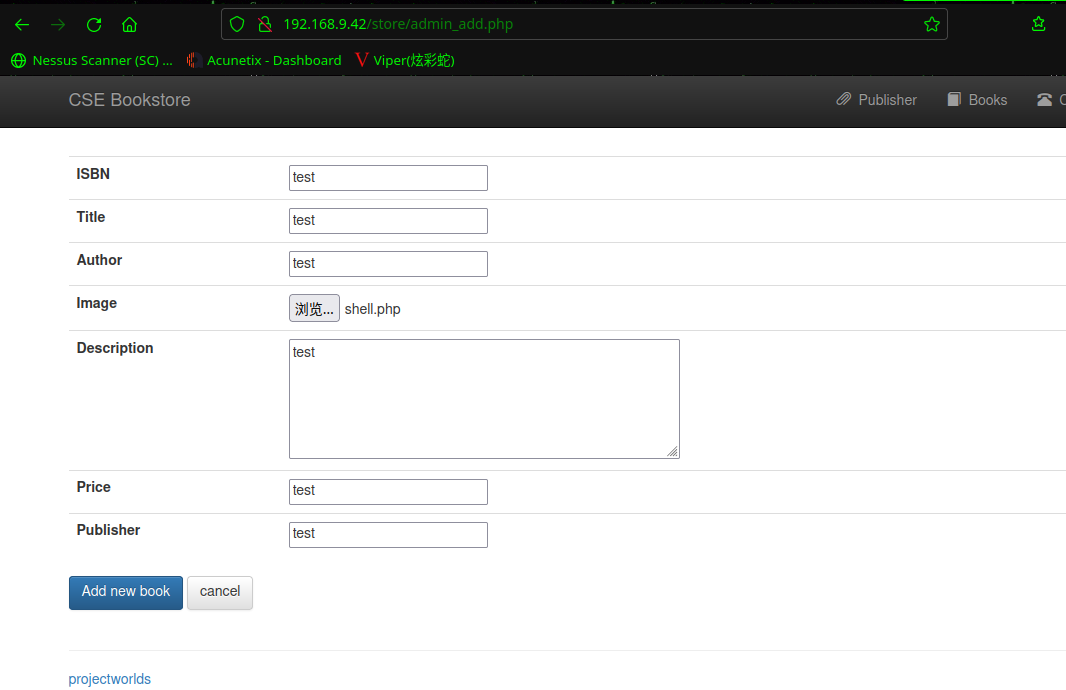 192.168.9.42/store/admin_add.php
Nessus Scanner (SC) ... Acunetix - Dashboard Viper(炫彩蛇)
CSE Bookstore Publisher Books
ISBN test
Title test
Author test
Image 浏览... shell.php
Description test
Price test
Publisher test
Add new book cancel
projectworlds